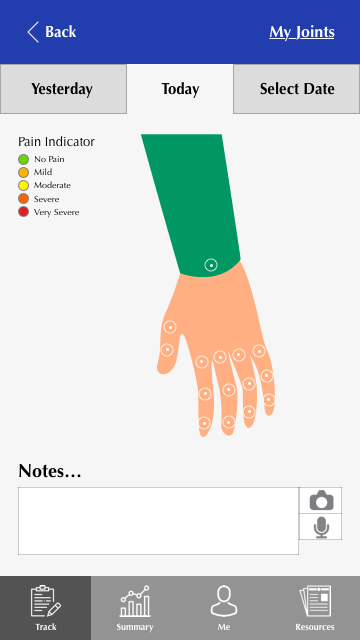 Back
My Joints
Yesterday
Today
Select Date
Pain Indicator
No Pain
Mild
Moderate
Severe
Very Severe
Notes...
Track
Summary
Me
Resources